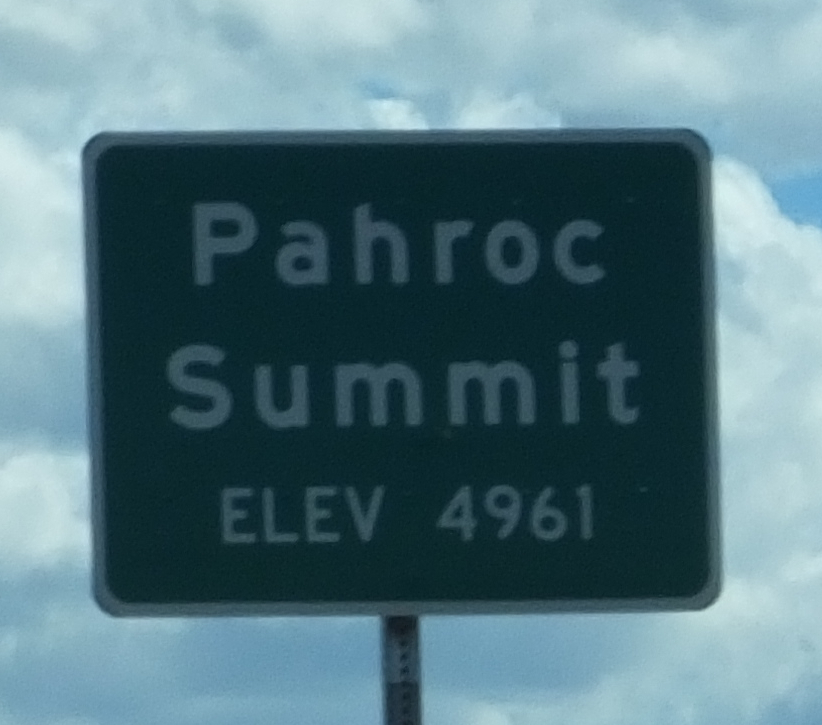 Pahroc
Summit
ELEV 4961